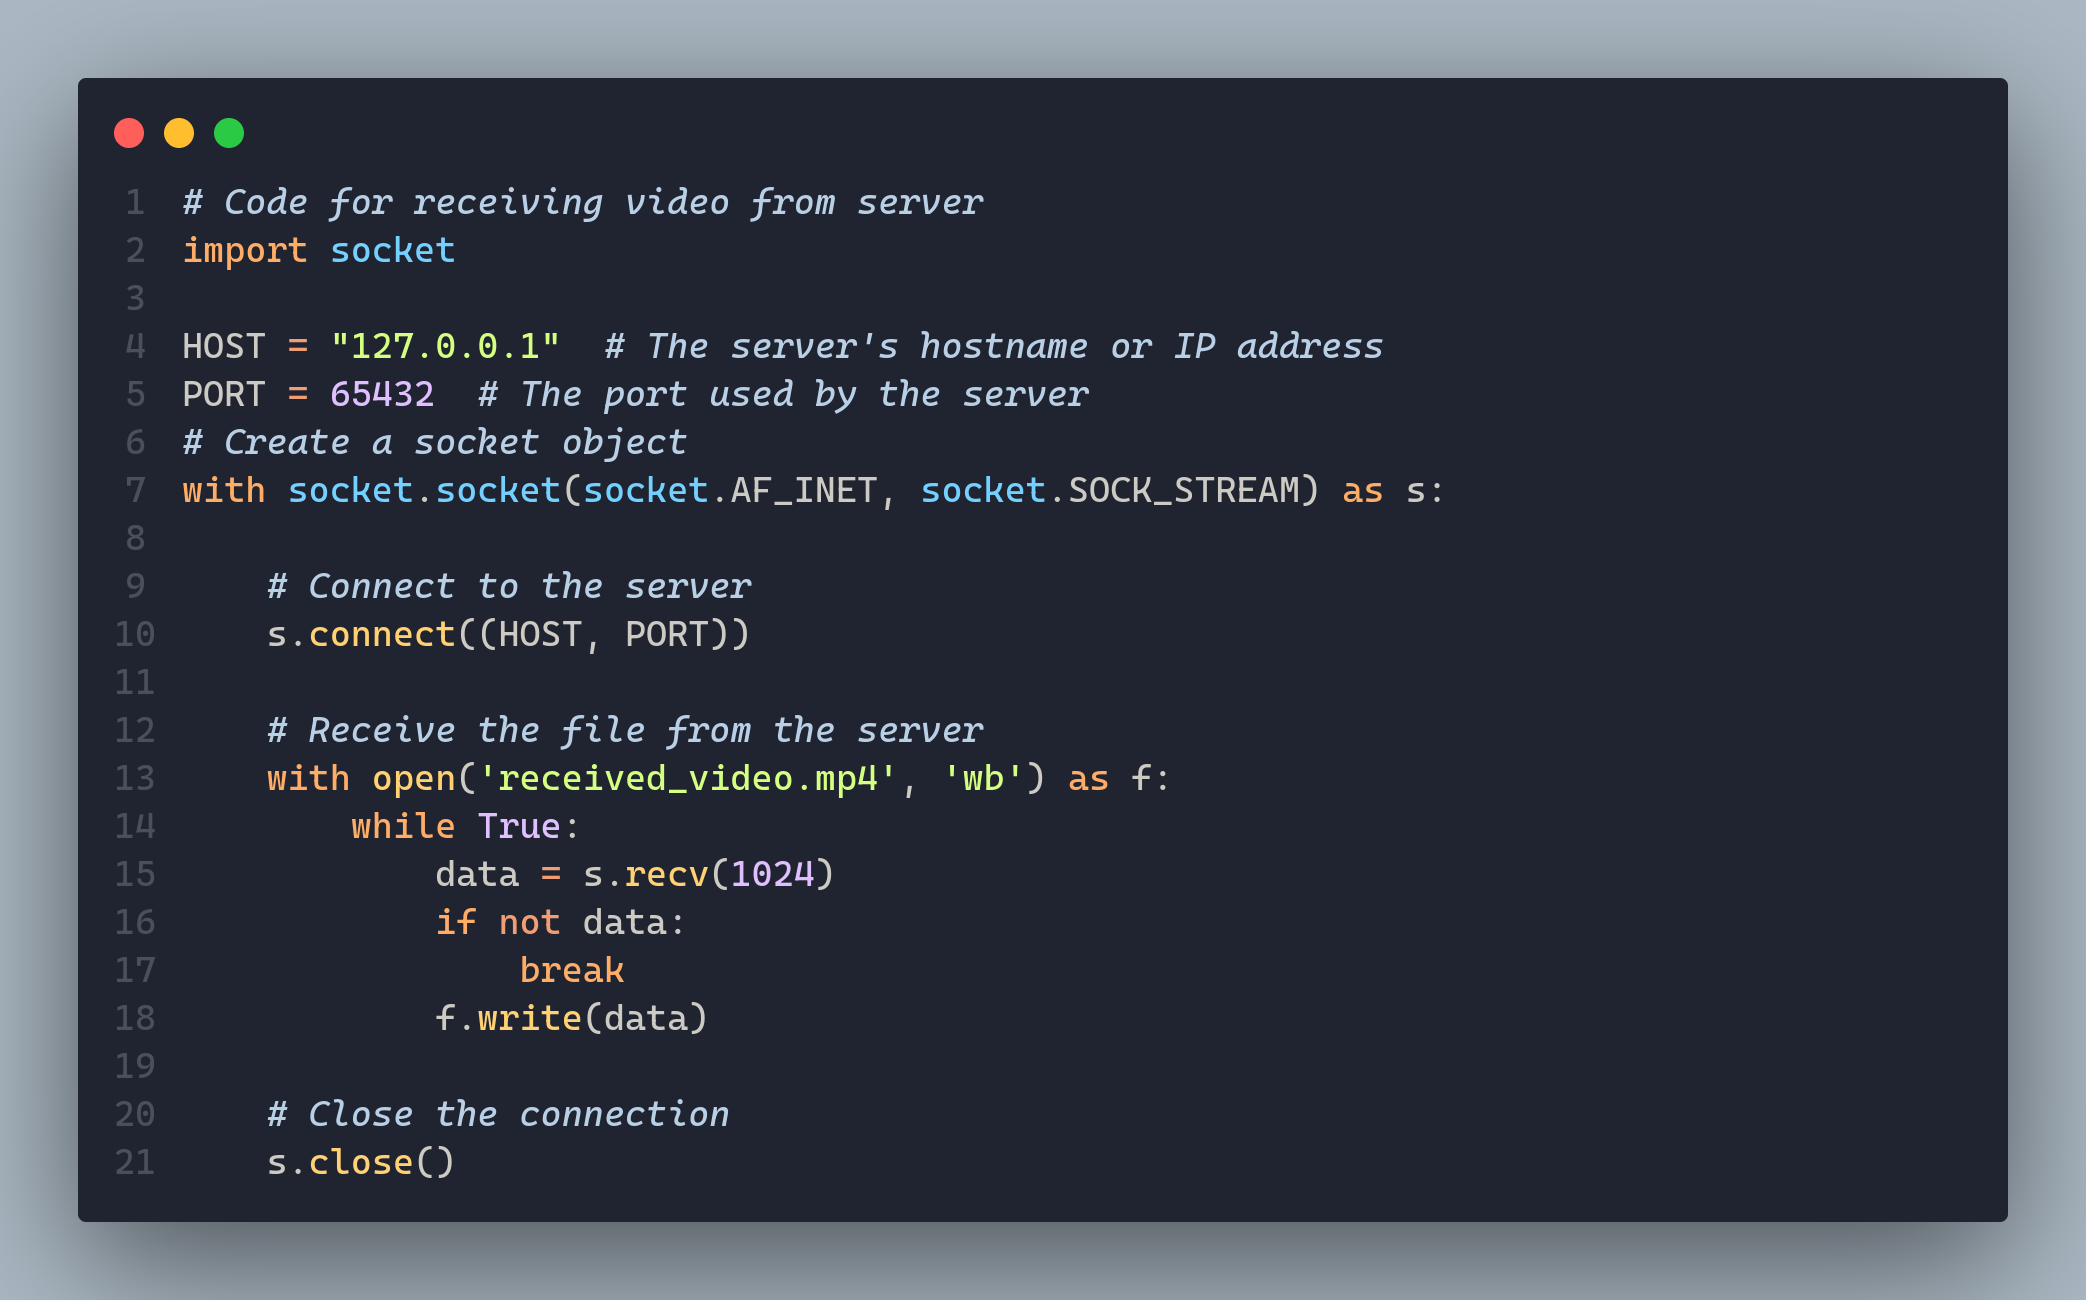 1 # Code for receiving video from server
2 import socket
3
4 HOST = "127.0.0.1"  # The server's hostname or IP address
5 PORT = 65432  # The port used by the server
6 # Create a socket object
7 with socket.socket(socket.AF_INET, socket.SOCK_STREAM) as s:
8
9     # Connect to the server
10     s.connect((HOST, PORT))
11
12     # Receive the file from the server
13     with open('received_video.mp4', 'wb') as f:
14         while True:
15             data = s.recv(1024)
16             if not data:
17                 break
18             f.write(data)
19
20     # Close the connection
21     s.close()